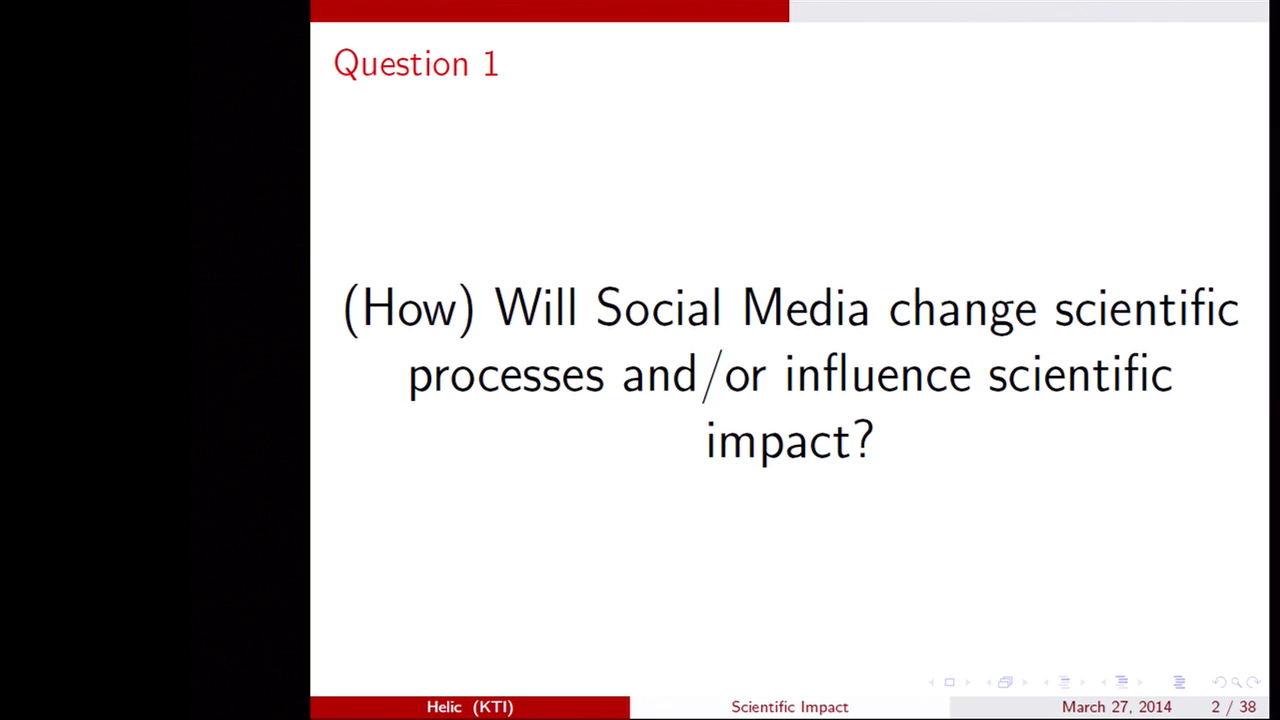 Question 1
(How) Will Social Media change scientific
processes and/or influence scientific
impact?
Helic (KTI) Scientific Impact March 27, 2014 2 / 38